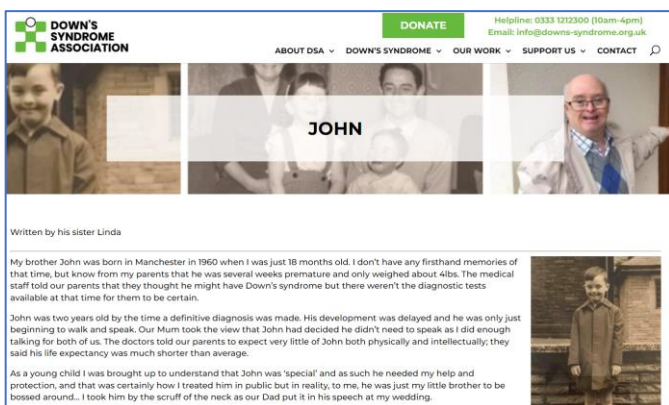 DOWN'S
SYNDROME
ASSOCIATION
DONATE
Helpline: 0333 1212300 (10am-4pm)
Email: info@downs-syndrome.org.uk
ABOUT DSA DOWN'S SYNDROME OUR WORK SUPPORT US CONTACT
JOHN
Written by his sister Linda
My brother John was born in Manchester in 1960 when I was just 18 months old. I don't have any firsthand memories of
that time, but know from my parents that he was several weeks premature and only weighed about 4lbs. The medical
staff told our parents that they thought he might have Down's syndrome but there weren't the diagnostic tests
available at that time for them to be certain.
John was two years old by the time a definitive diagnosis was made. His development was delayed and he was only just
beginning to walk and speak. Our Mum took the view that John had decided he didn't need to speak as I did enough
talking for both of us. The doctors told our parents to expect very little of John both physically and intellectually; they
said his life expectancy was much shorter than average.
As a young child I was brought up to understand that John was 'special' and as such he needed my help and
protection, and that was certainly how I treated him in public but in reality, to me, he was just my little brother to be
bossed around... I took him by the scruff of the neck as our Dad put it in his speech at my wedding.